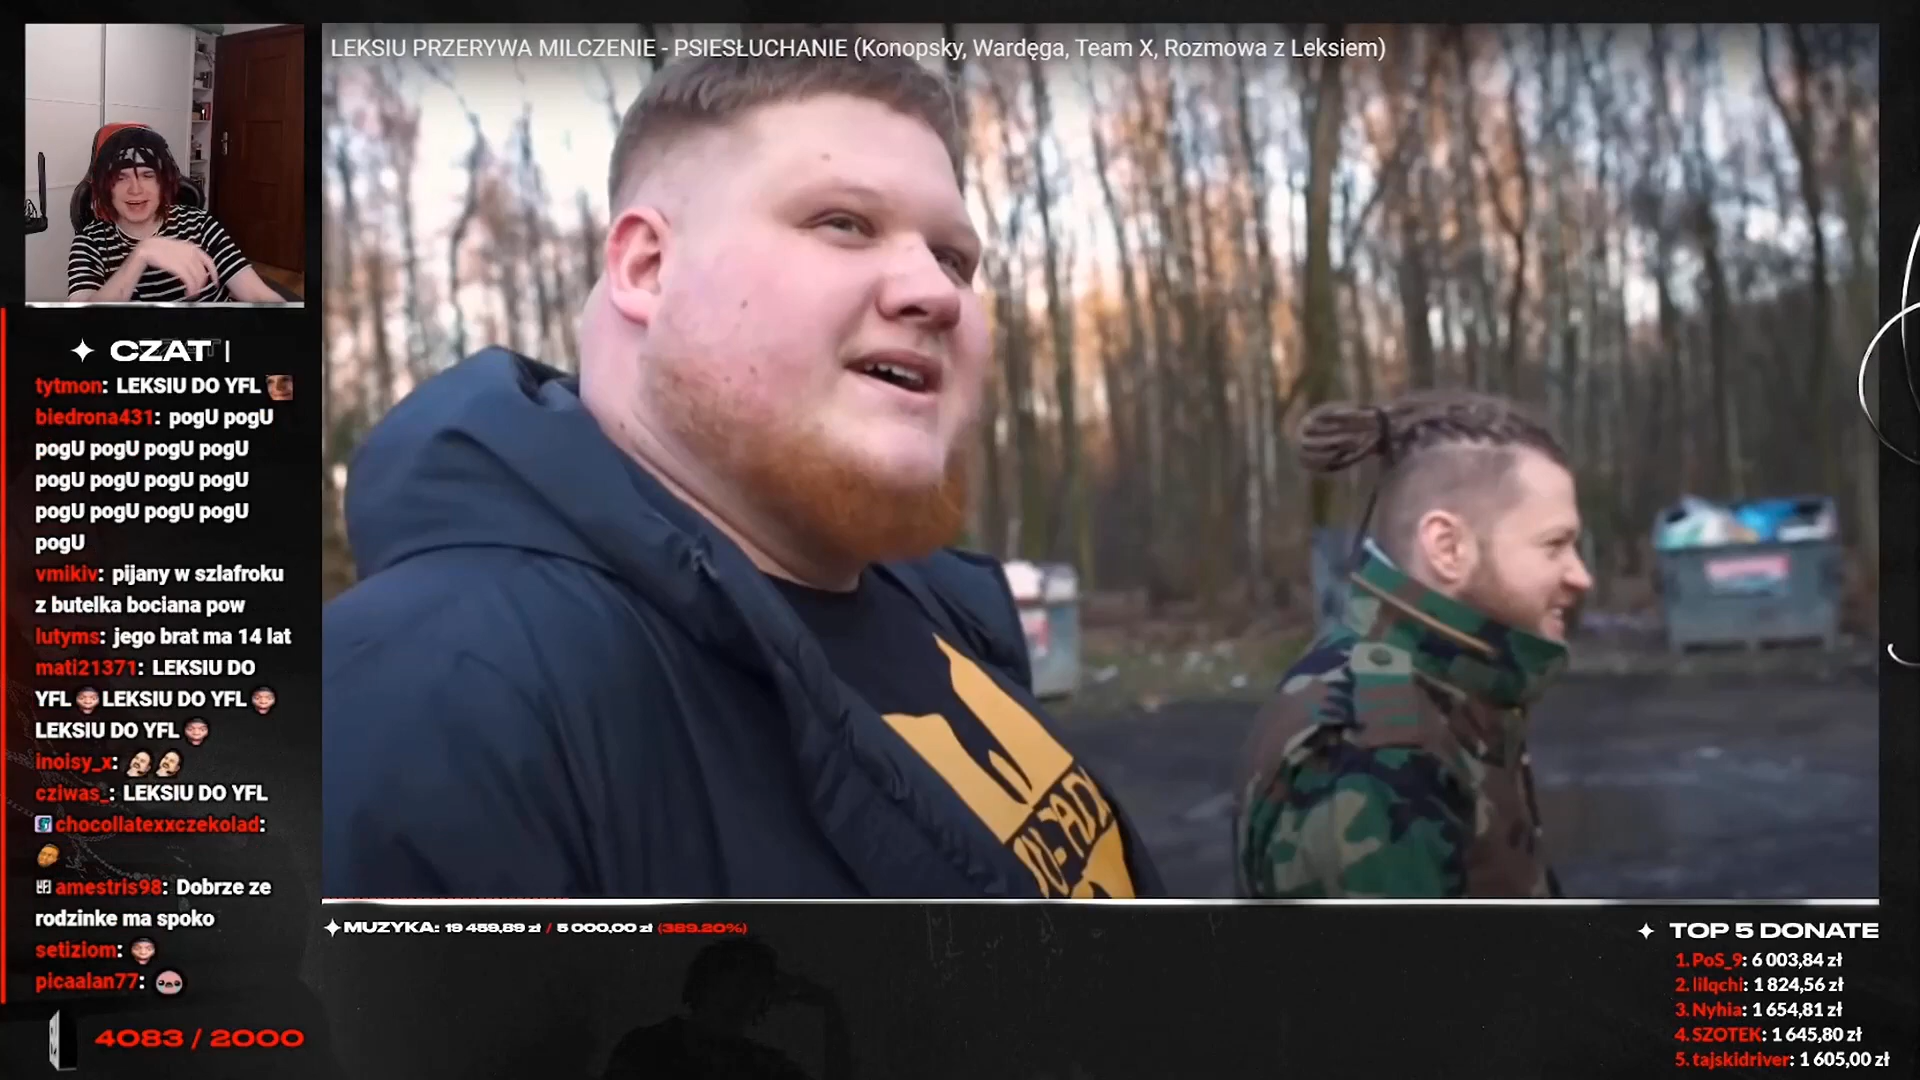 LEKSIU PRZERYWA MILCZENIE - PSIESŁUCHANIE (Konopsky, Wardęga, Team X, Rozmowa z Leksiem)
CZAT |
tytmon: LEKSIU DO YFL
biedrona431: pogU pogU
pogU pogU pogU pogU
pogU pogU pogU pogU
pogU pogU pogU pogU
pogU
vmikiv: pijany w szlafroku
z butelka bociana pow
lutyms: jego brat ma 14 lat
mati21371: LEKSIU DO
YFL LEKSIU DO YFL
LEKSIU DO YFL
inoisy_x:
cziwas_: LEKSIU DO YFL
chocollatexxczekolad:
amestris98: Dobrze ze
rodzinke ma spoko
setiziom:
picaalan77:
4083 / 2000
MUZYKA: 19 459,89 zł / 5 000,00 zł (389.20%)
TOP 5 DONATE
1. PoS_9: 6 003,84 zł
2. lilqchi: 1 824,56 zł
3. Nyhia: 1 654,81 zł
4. SZOTEK: 1 645,80 zł
5. tajskidriver: 1 605,00 zł